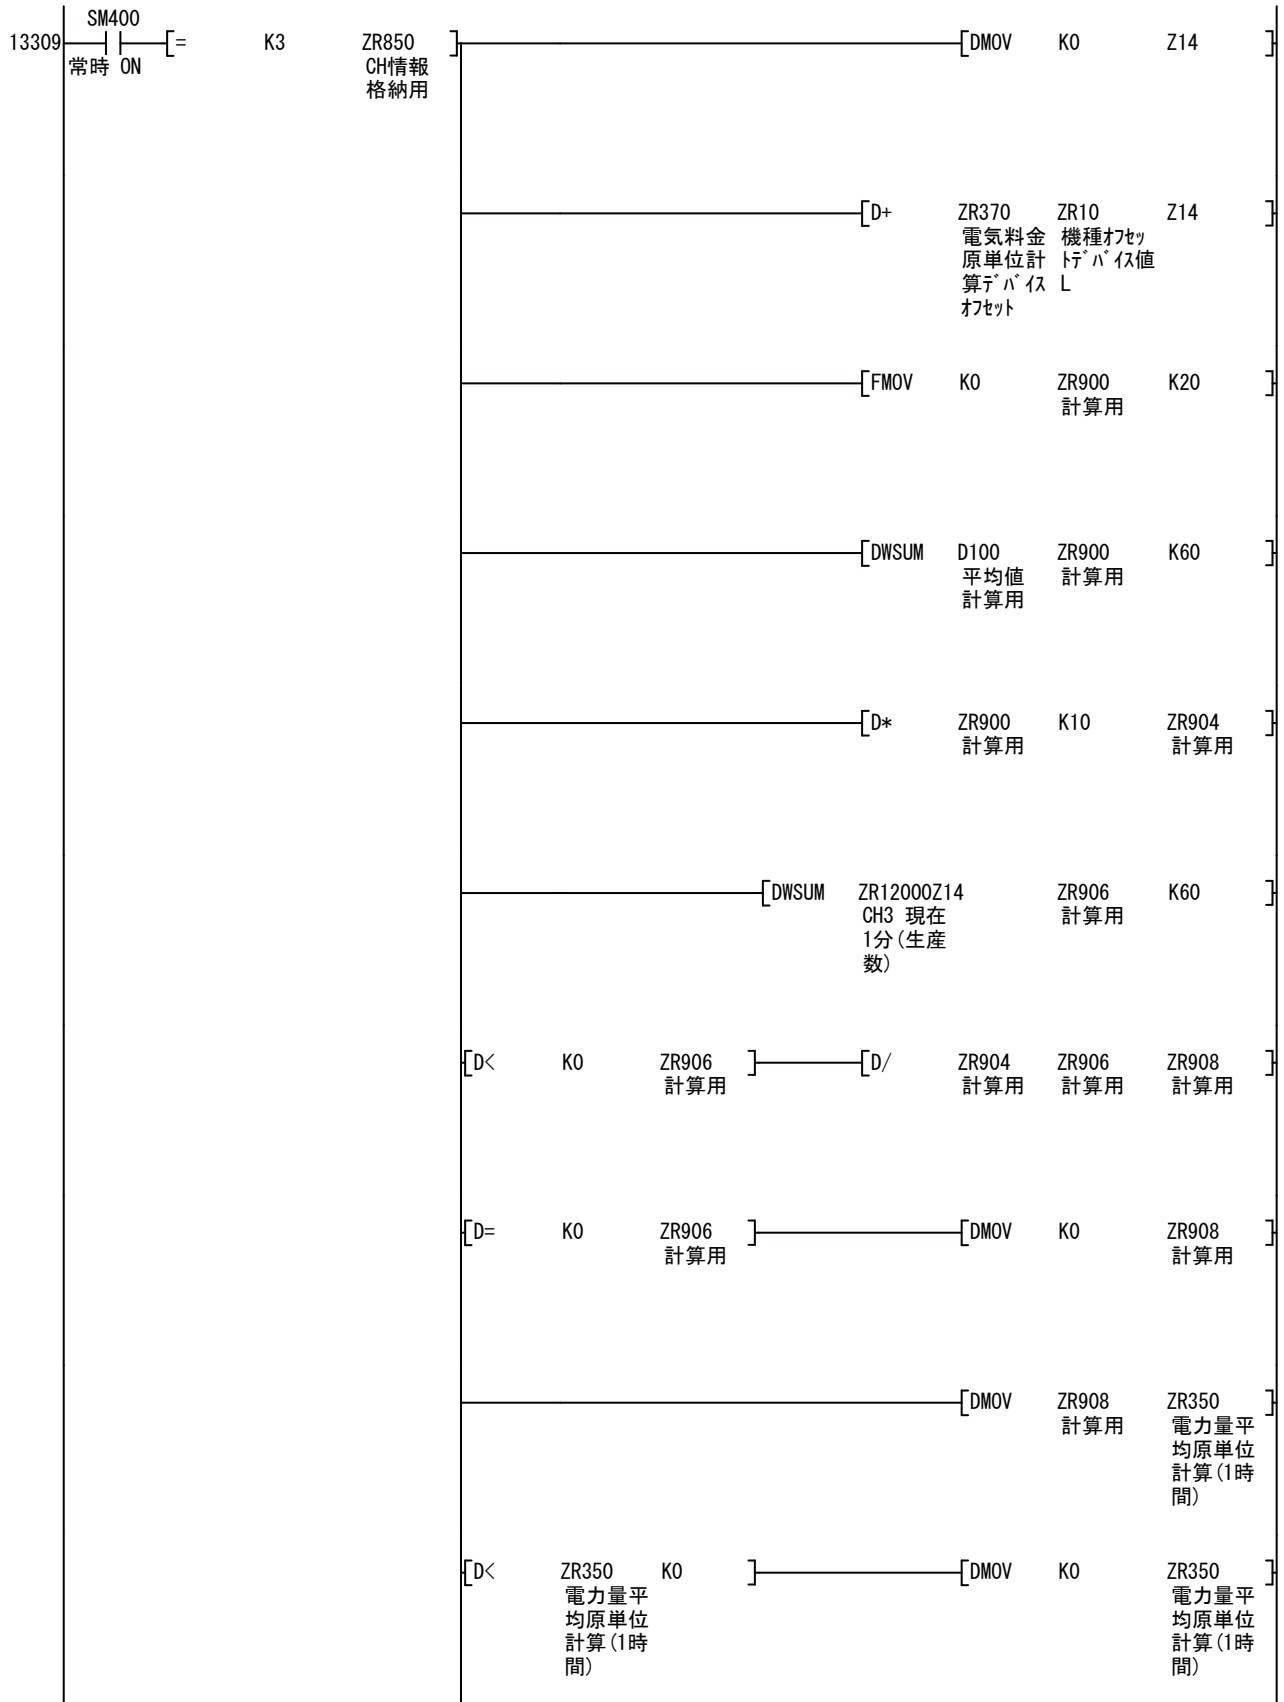 SM400
13309 [= K3 ZR850 ] [DMOV K0 Z14 ]
常時 ON CH情報
格納用
[D+ ZR370 ZR10 Z14 ]
電気料金 機種ｵﾌｾｯ
原単位計 ﾄﾃﾞﾊﾞｲｽ値
算ﾃﾞﾊﾞｲｽ L
ｵﾌｾｯﾄ
[FMOV K0 ZR900 K20 ]
計算用
[DWSUM D100 ZR900 K60 ]
平均値 計算用
計算用
[D* ZR900 K10 ZR904 ]
計算用 計算用
[DWSUM ZR12000Z14 ZR906 K60 ]
CH3 現在 計算用
1分(生産
数)
[D< K0 ZR906 ] [D/ ZR904 ZR906 ZR908 ]
計算用 計算用 計算用 計算用
[D= K0 ZR906 ] [DMOV K0 ZR908 ]
計算用 計算用
[DMOV ZR908 ZR350 ]
計算用 電力量平
均原単位
計算(1時
間)
[D< ZR350 K0 ] [DMOV K0 ZR350 ]
電力量平 電力量平
均原単位 均原単位
計算(1時 計算(1時
間) 間)